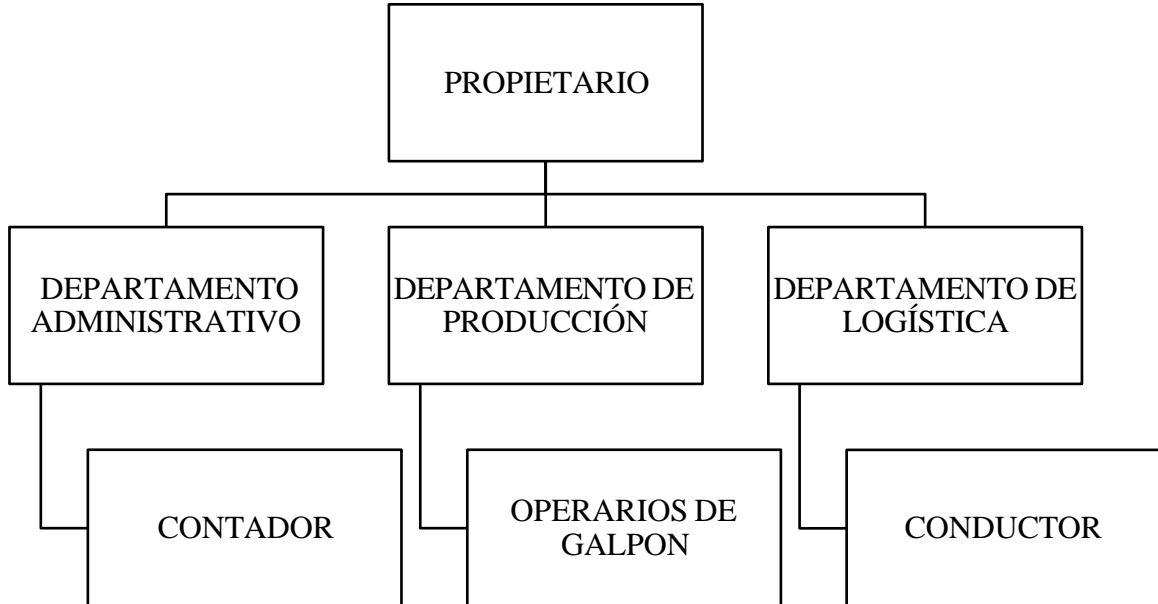 PROPIETARIO
DEPARTAMENTO
ADMINISTRATIVO
DEPARTAMENTO DE
PRODUCCIÓN
DEPARTAMENTO DE
LOGÍSTICA
CONTADOR
OPERARIOS DE
GALPON
CONDUCTOR